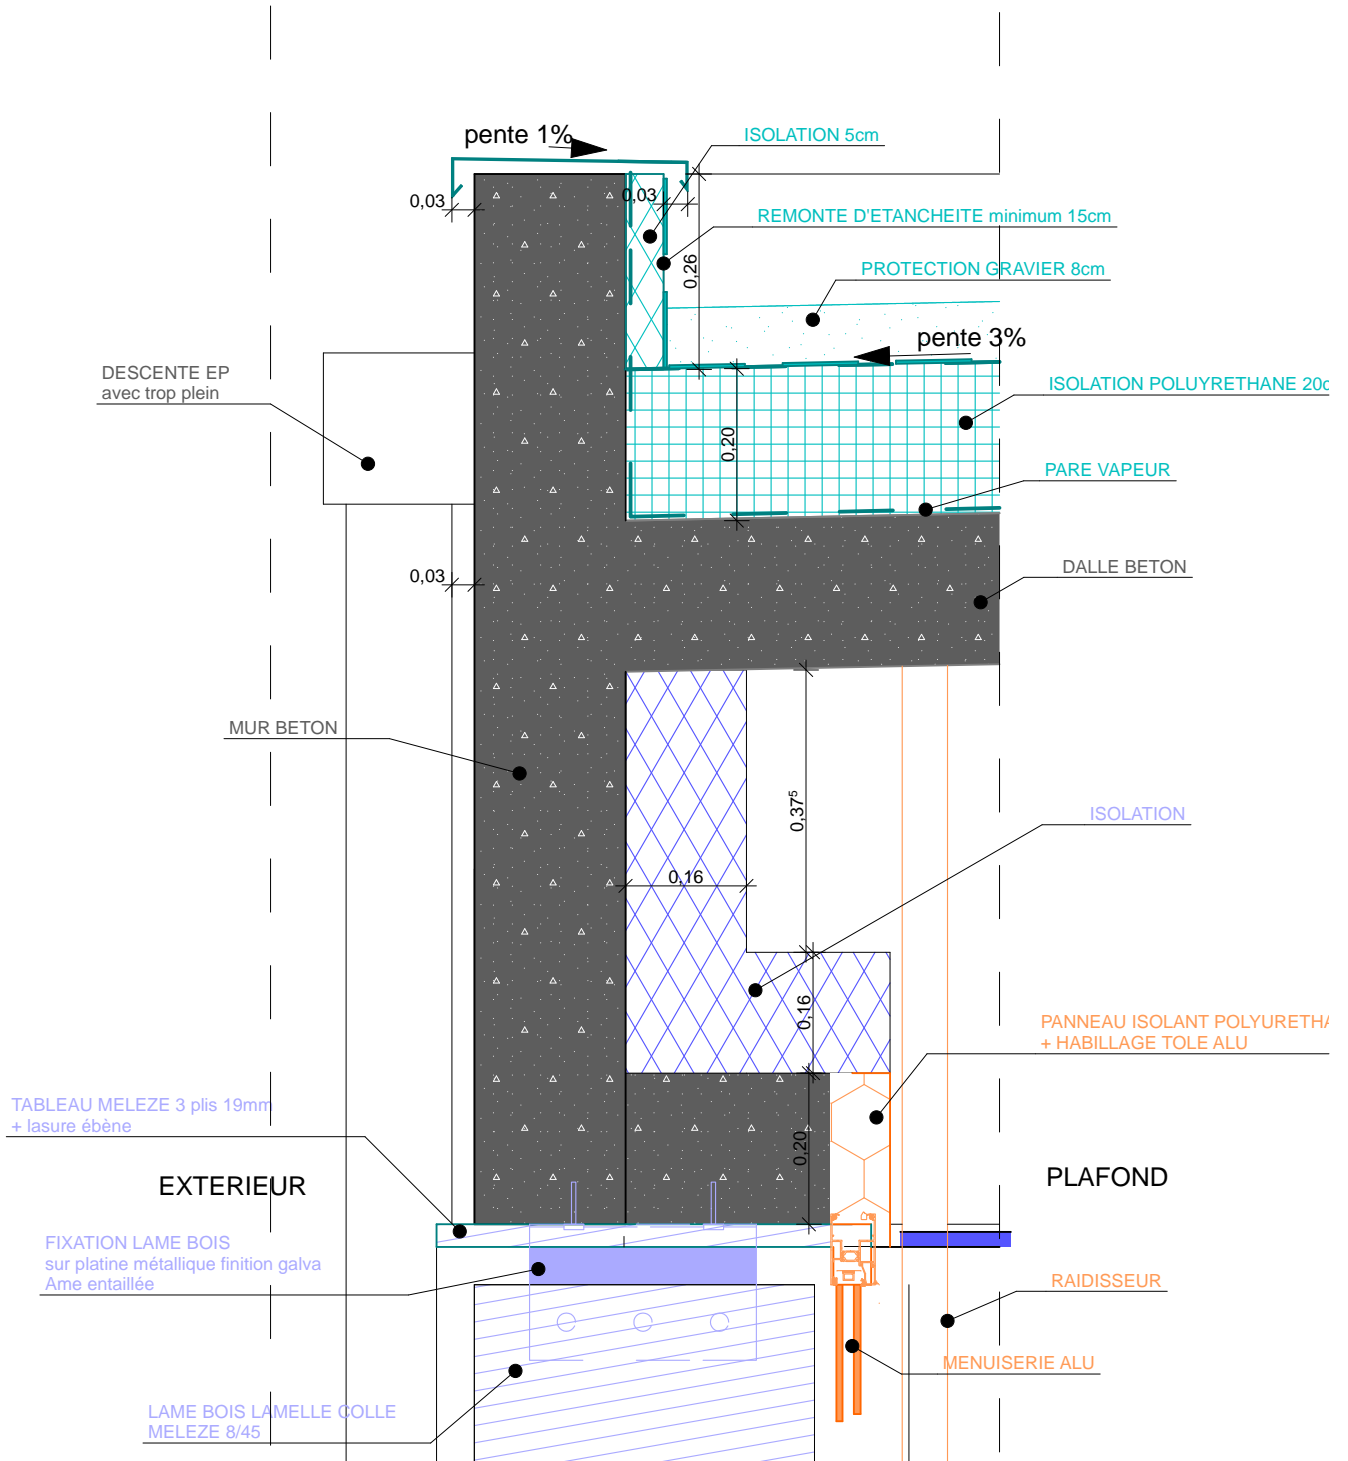 pente 1%
ISOLATION 5cm
0,03
0,03
REMONTE D'ETANCHEITE minimum 15cm
0,26
PROTECTION GRAVIER 8cm
pente 3%
DESCENTE EP
avec trop plein
ISOLATION POLUYRETHANE
0,20
PARE VAPEUR
0,03
DALLE BETON
MUR BETON
0,37⁵
ISOLATION
0,16
0,16
PANNEAU ISOLANT
+ HABILLAGE TOLE ALU
TABLEAU MELEZE 3 plis 19mm
+ lasure ébène
0,20
EXTERIEUR
PLAFOND
FIXATION LAME BOIS
sur platine métallique finition galva
Ame entaillée
RAIDISSEUR
MENUISERIE ALU
LAME BOIS LAMELLE COLLE
MELEZE 8/45